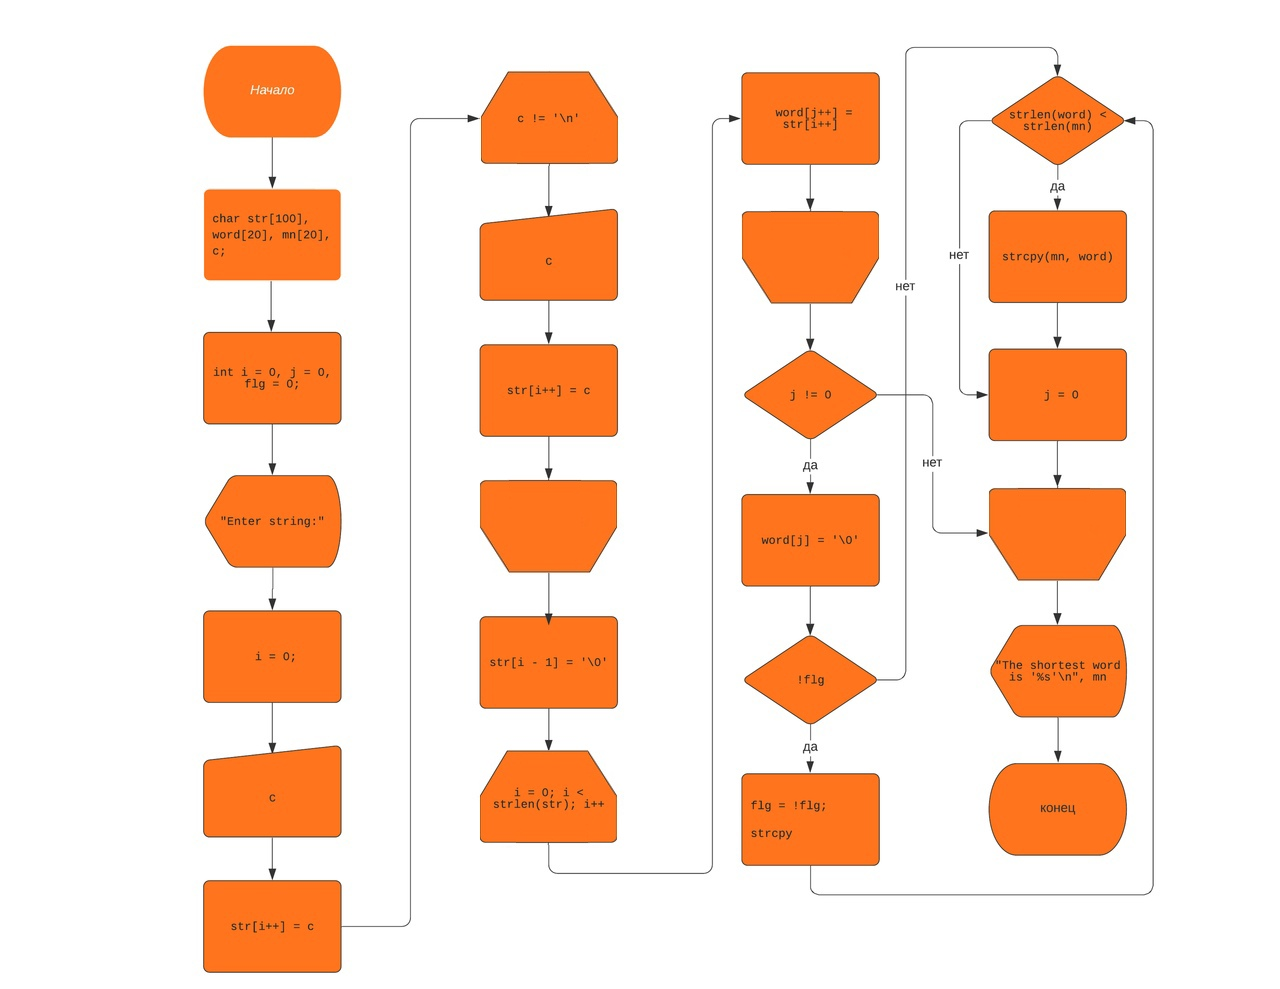 Начало
char str[100],
word[20], mn[20],
c;
int i = 0, j = 0,
flg = 0;
"Enter string:"
i = 0;
c
str[i++] = c
c != '\n'
c
str[i++] = c
str[i - 1] = '\0'
i = 0; i <
strlen(str); i++
word[j++] =
str[i++]
j != 0
да
нет
word[j] = '\0'
!flg
да
нет
flg = !flg;
strcpy
strlen(word) <
strlen(mn)
да
нет
strcpy(mn, word)
j = 0
"The shortest word
is '%s'\n", mn
конец